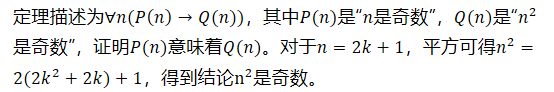 定理描述为∀n(P(n) → Q(n)),其中P(n)是“n是奇数”,Q(n)是“n²
是奇数”,证明P(n)意味着Q(n)。对于n = 2k + 1,平方可得n² =
2(2k² + 2k) + 1,得到结论n²是奇数。